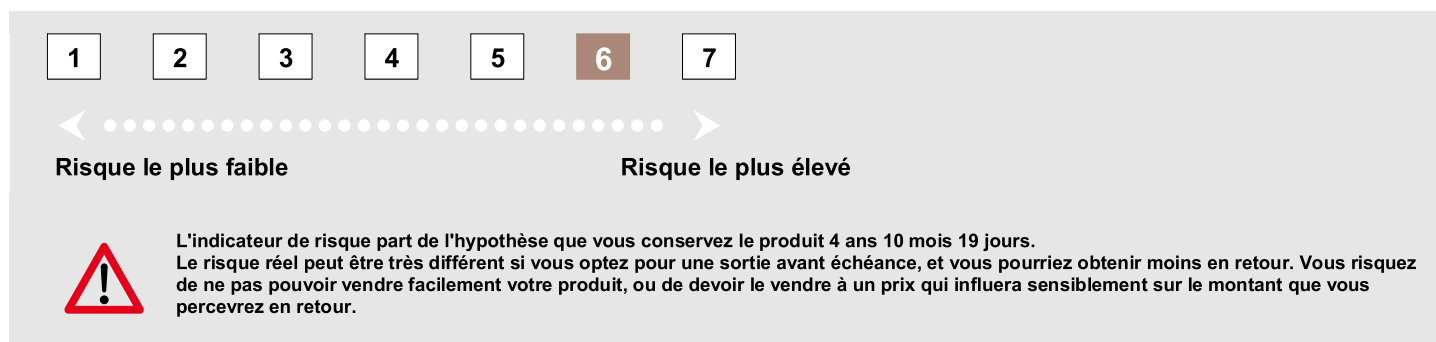 1 2 3 4 5 6 7
Risque le plus faible Risque le plus élevé
L'indicateur de risque part de l'hypothèse que vous conservez le produit 4 ans 10 mois 19 jours.
Le risque réel peut être très différent si vous optez pour une sortie avant échéance, et vous pourriez obtenir moins en retour. Vous risquez
de ne pas pouvoir vendre facilement votre produit, ou de devoir le vendre à un prix qui influera sensiblement sur le montant que vous
percevrez en retour.